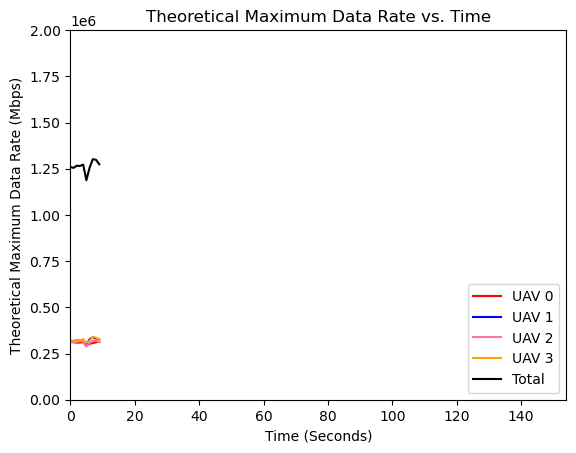 Theoretical Maximum Data Rate vs. Time
1e6
2.00
1.75
1.50
1.25
1.00
0.75
0.50
0.25
0.00
Theoretical Maximum Data Rate (Mbps)
0 20 40 60 80 100 120 140
Time (Seconds)
UAV 0
UAV 1
UAV 2
UAV 3
Total